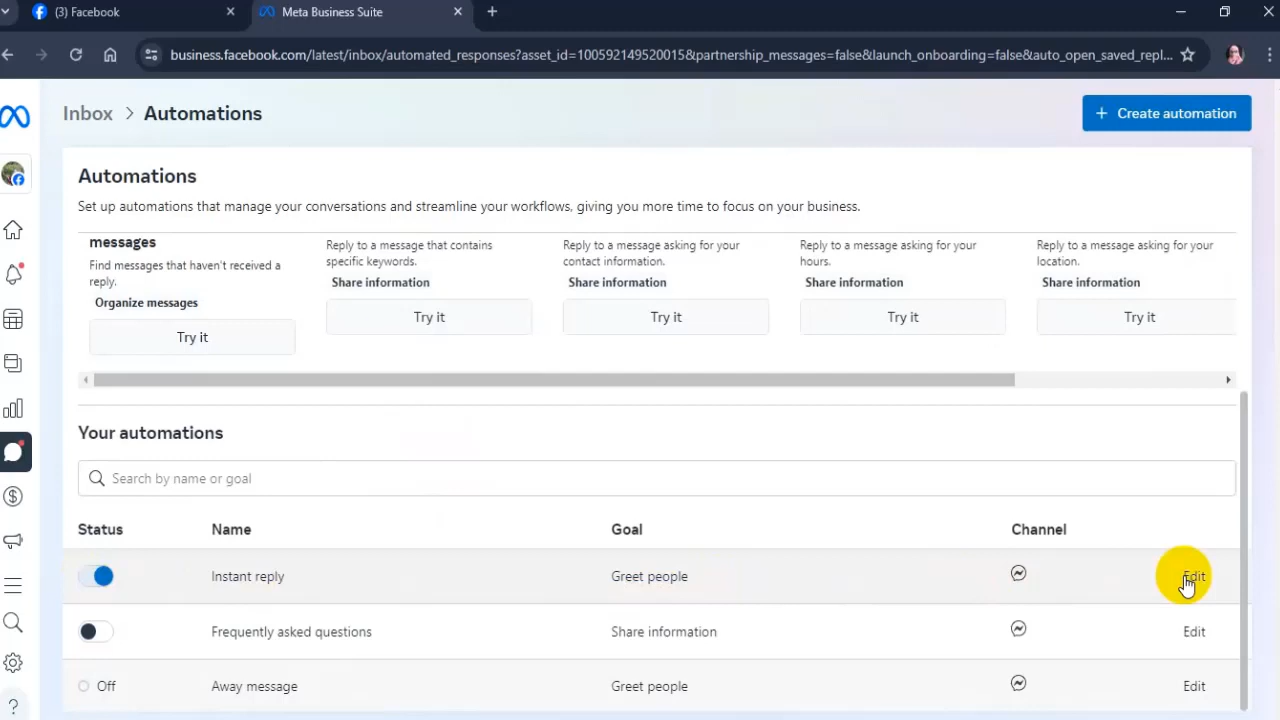 (3) Facebook
Meta Business Suite
business.facebook.com/latest/inbox/automated_responses?asset_id=100592149520015&partnership_messages=false&launch_onboarding=false&auto_open_saved_repl...
Inbox > Automations
+ Create automation
Automations
Set up automations that manage your conversations and streamline your workflows, giving you more time to focus on your business.
messages
Find messages that haven't received a
reply.
Organize messages
Try it
Reply to a message that contains
specific keywords.
Share information
Try it
Reply to a message asking for your
contact information.
Share information
Try it
Reply to a message asking for your
hours.
Share information
Try it
Reply to a message asking for your
location.
Share information
Try it
Your automations
Search by name or goal
Status Name Goal Channel
Instant reply Greet people Edit
Frequently asked questions Share information Edit
Off Away message Greet people Edit